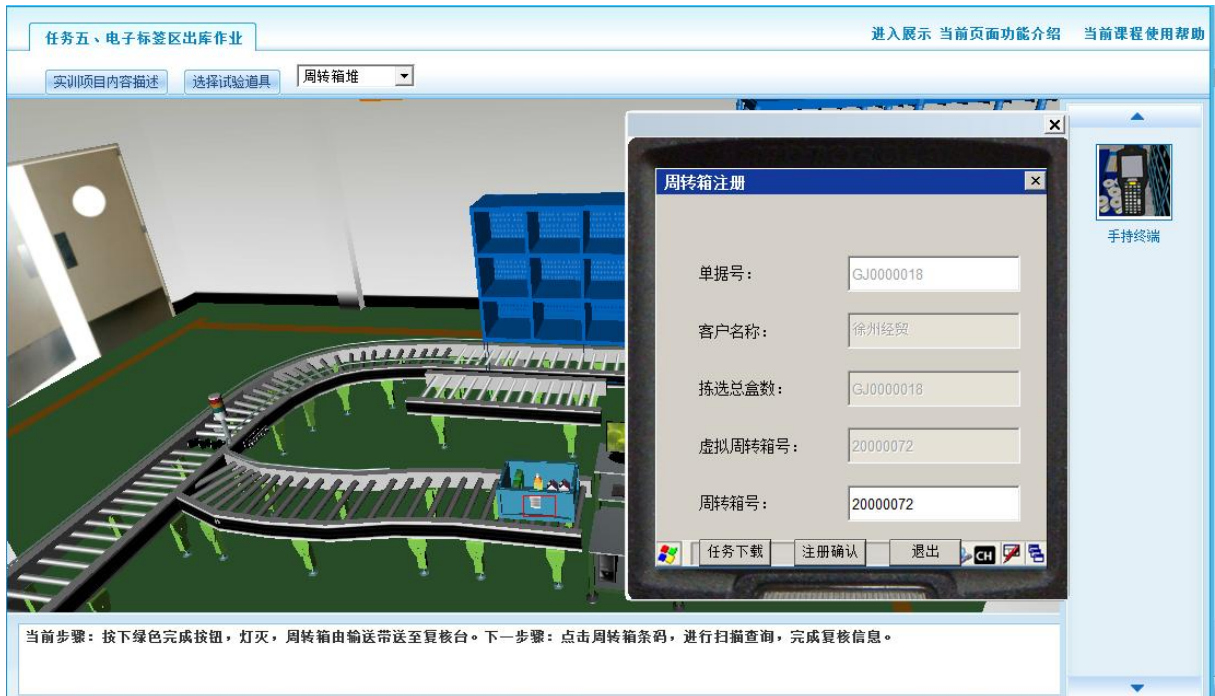 任务五、电子标签区出库作业
进入展示 当前页面功能介绍 当前课程使用帮助
实训项目内容描述 选择试验道具 周转箱堆
周转箱注册
手持终端
单据号： GJ0000018
客户名称： 徐州经贸
拣选总盒数： GJ0000018
虚拟周转箱号： 20000072
周转箱号： 20000072
任务下载 注册确认 退出 CH
当前步骤：按下绿色完成按钮，灯灭，周转箱由输送带送至复核台。下一步骤：点击周转箱条码，进行扫描查询，完成复核信息。